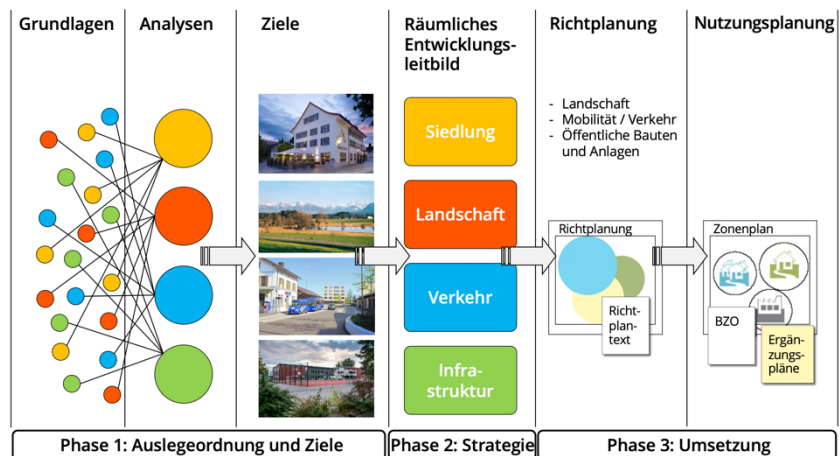 Grundlagen
Analysen
Ziele
Räumliches
Entwicklungs-
leitbild
Richtplanung
Nutzungsplanung
Siedlung
Landschaft
Verkehr
Infra-
struktur
- Landschaft
- Mobilität / Verkehr
- Öffentliche Bauten
und Anlagen
Richtplanung
Richt-
plan-
text
Zonenplan
BZO
Ergän-
zungs-
pläne
Phase 1: Auslegeordnung und Ziele
Phase 2: Strategie
Phase 3: Umsetzung